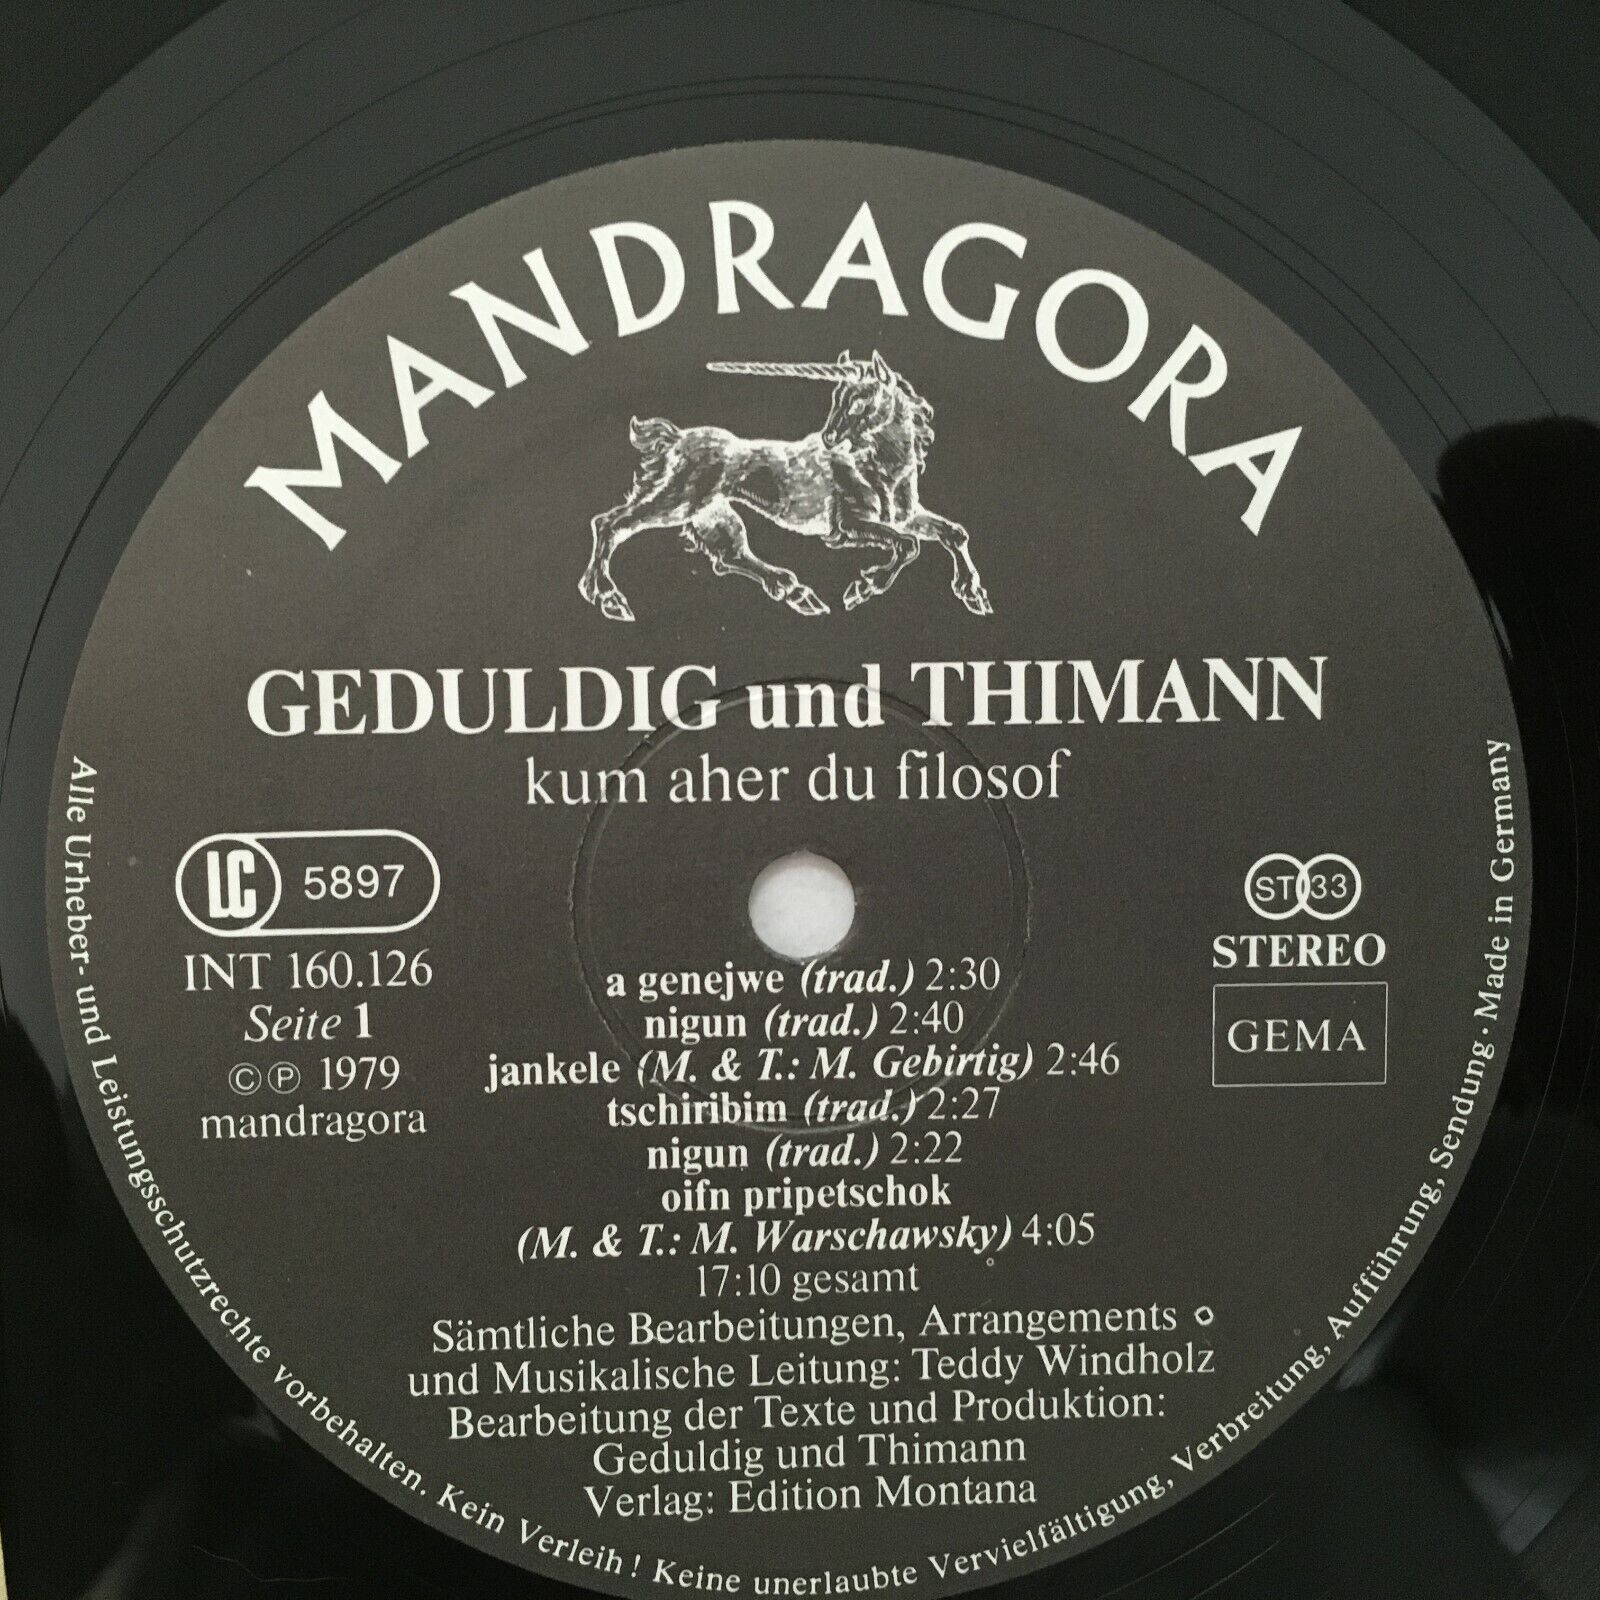 MANDRAGORA
GEDULDIG und THIMANN
kum aher du filosof
LC 5897
INT 160.126
Seite 1
©℗ 1979
mandragora
ST 33
STEREO
GEMA
a genejwe (trad.) 2:30
nigun (trad.) 2:40
jankele (M. & T.: M. Gebirtig) 2:46
tschiribim (trad.) 2:27
nigun (trad.) 2:22
oifn pripetschok
(M. & T.: M. Warschawsky) 4:05
17:10 gesamt
Sämtliche Bearbeitungen, Arrangements
und Musikalische Leitung: Teddy Windholz
Bearbeitung der Texte und Produktion:
Geduldig und Thimann
Verlag: Edition Montana
Alle Urheber- und Leistungsschutzrechte vorbehalten. Kein Verleih! Keine unerlaubte Vervielfältigung, Verbreitung, Aufführung, Sendung · Made in Germany